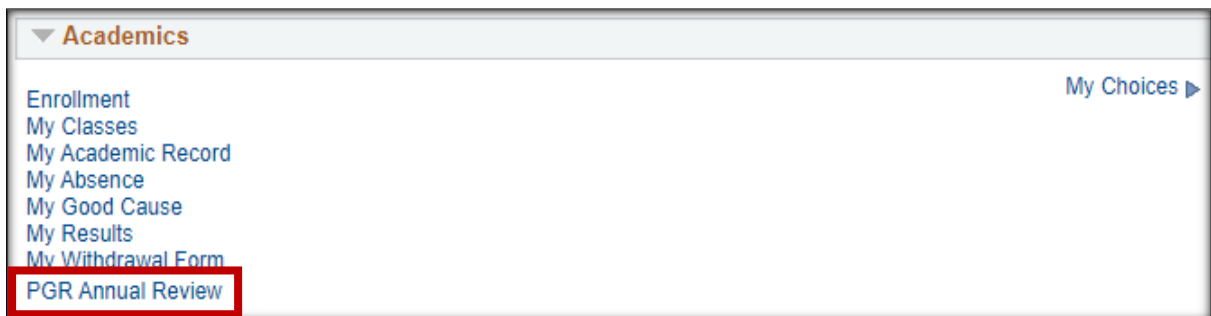 Academics
My Choices
Enrollment
My Classes
My Academic Record
My Absence
My Good Cause
My Results
My Withdrawal Form
PGR Annual Review